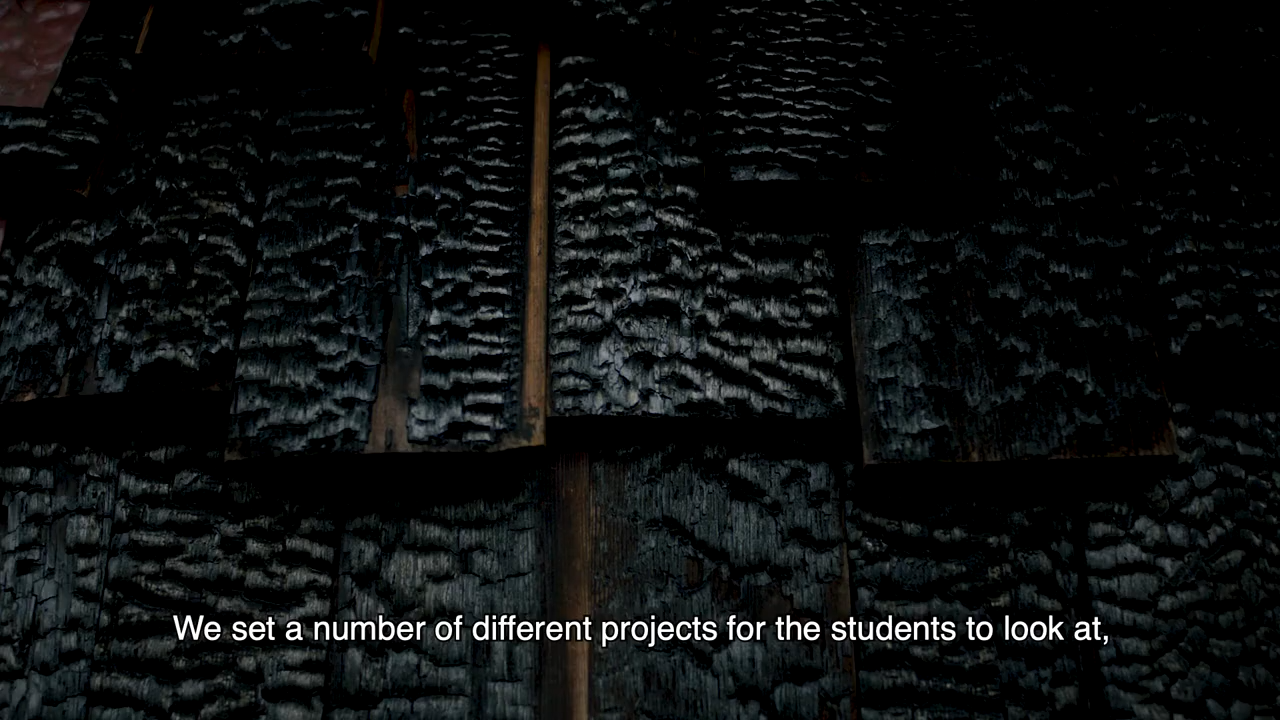 We set a number of different projects for the students to look at,